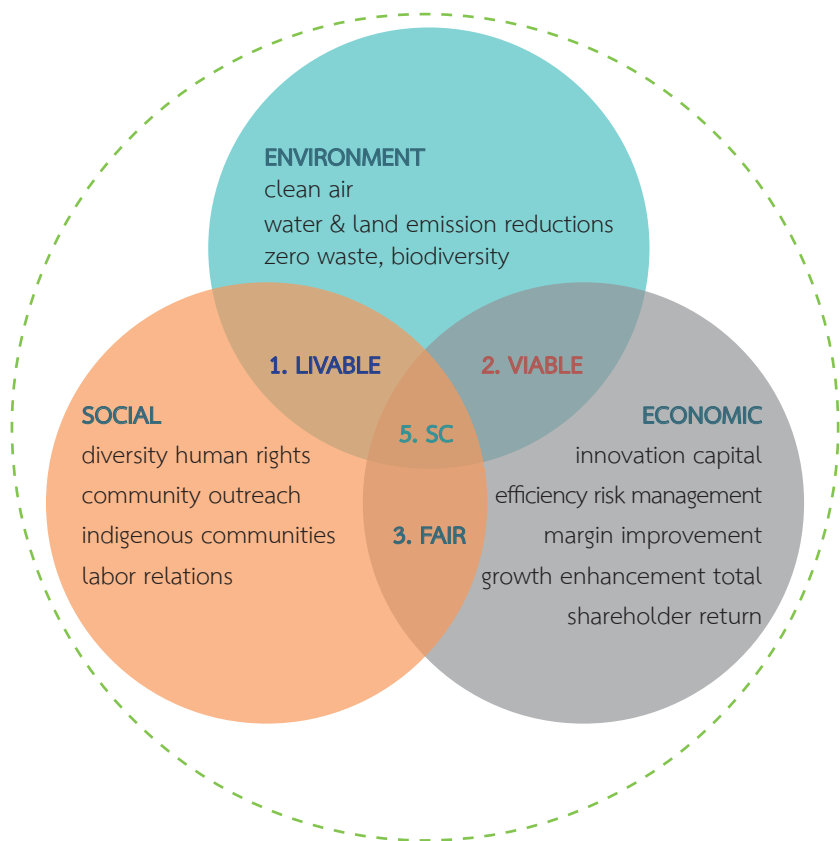 ENVIRONMENT
clean air
water & land emission reductions
zero waste, biodiversity
1. LIVABLE
2. VIABLE
SOCIAL
diversity human rights
community outreach
indigenous communities
labor relations
5. SC
3. FAIR
ECONOMIC
innovation capital
efficiency risk management
margin improvement
growth enhancement total
shareholder return